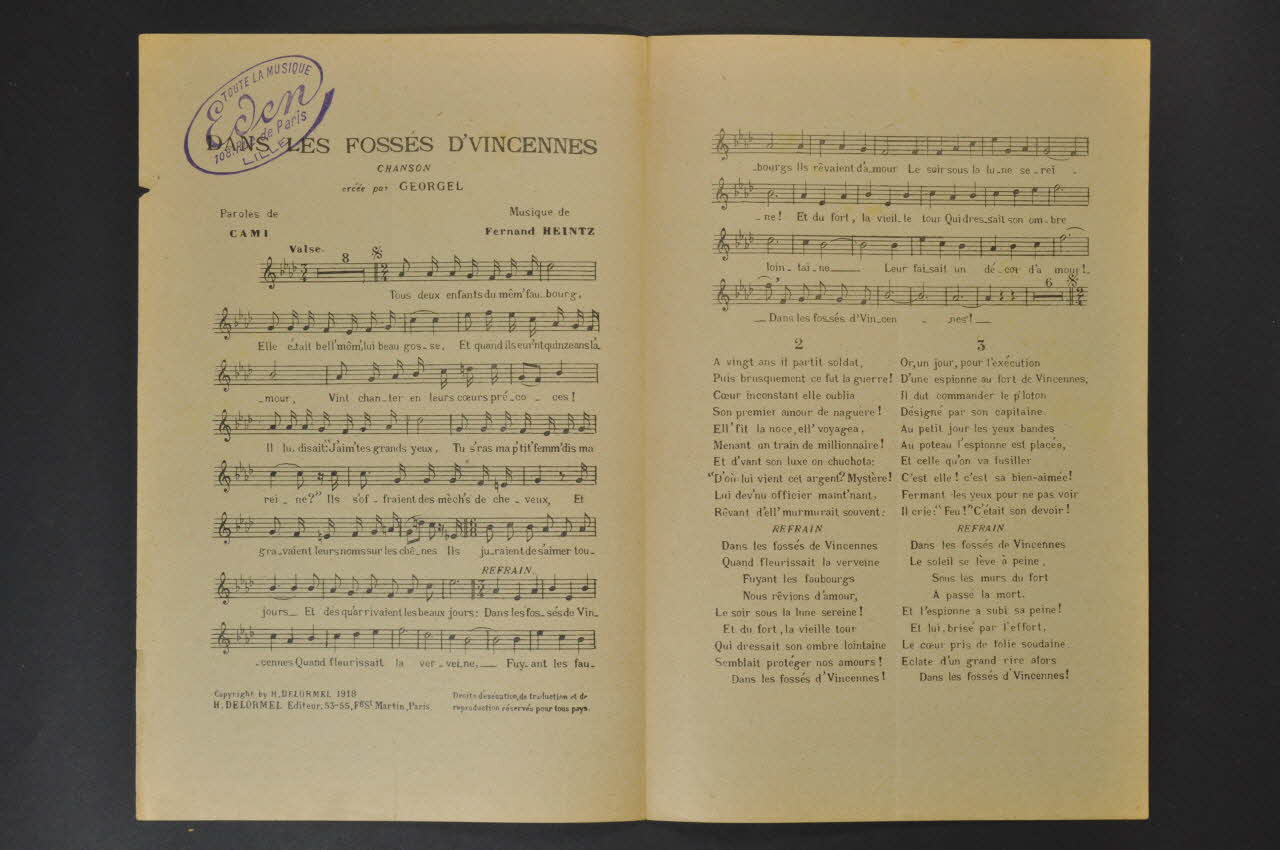 TOUTE LA MUSIQUE
Eden
108. Rue de Paris
LILLE
DANS LES FOSSÉS D'VINCENNES
CHANSON
créée par GEORGEL
Paroles de
CAMI
Musique de
Fernand HEINTZ
Valse
8
Tous deux enfants du mêm' fau_bourg,
Elle était bell' môm', lui beau gos_se, Et quand ils eur'nt quinze ans l'a_
_mour, Vint chan_ter en leurs cœurs pré_co_ces!
Il lui disait: "J'aim' tes grands yeux, Tu s'ras ma p'tit' femm' dis ma
rei_ne?" Ils s'of_fraient des mèch's de che_veux, Et
gra_vaient leurs noms sur les chê_nes Ils ju_raient de s'aimer tou_
REFRAIN.
jours_ Et dès qu'arrivaient les beaux jours: Dans les fos_sés de Vin_
_cennes Quand fleurissait la ver_vei_ne,_ Fuy_ant les fau_
Copyright by H. DELORMEL 1918
H. DELORMEL Editeur, 53-55, Fg St Martin, Paris
Droits d'exécution, de traduction et de
reproduction réservés pour tous pays.
_bourgs Ils rêvaient d'a_mour Le soir sous la lu_ne se_rei_
_ne! Et du fort, la vieil_le tour Qui dres_sait son om_bre
loin_tai_ne_ Leur fai_sait un dé_cor d'a_mour!_
6
_ Dans les fos_sés d'Vin_cen_nes!_
2
A vingt ans il partit soldat,
Puis brusquement ce fut la guerre!
Cœur inconstant elle oublia
Son premier amour de naguère!
Ell' fit la noce, ell' voyagea,
Menant un train de millionnaire!
Et d'vant son luxe on chuchota:
"D'où lui vient cet argent? Mystère!
Lui dev'nu officier maint'nant,
Rêvant d'ell' murmurait souvent:
REFRAIN
Dans les fossés de Vincennes
Quand fleurissait la verveine
Fuyant les faubourgs
Nous rêvions d'amour,
Le soir sous la lune sereine!
Et du fort, la vieille tour
Qui dressait son ombre lointaine
Semblait protéger nos amours!
Dans les fossés d'Vincennes!
3
Or, un jour, pour l'exécution
D'une espionne au fort de Vincennes,
Il dut commander le p'loton
Désigné par son capitaine.
Au petit jour les yeux bandés
Au poteau l'espionne est placée,
Et celle qu'on va fusiller
C'est elle! c'est sa bien-aimée!
Fermant les yeux pour ne pas voir
Il crie: "Feu!" C'était son devoir!
REFRAIN
Dans les fossés de Vincennes
Le soleil se lève à peine,
Sous les murs du fort
A passé la mort.
Et l'espionne a subi sa peine!
Et lui, brisé par l'effort,
Le cœur pris de folie soudaine
Eclate d'un grand rire alors
Dans les fossés d'Vincennes!